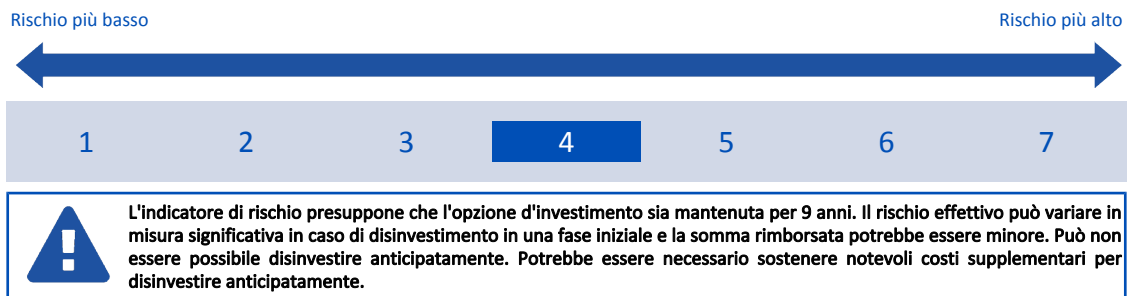 Rischio più basso Rischio più alto
1 2 3 4 5 6 7
L'indicatore di rischio presuppone che l'opzione d'investimento sia mantenuta per 9 anni. Il rischio effettivo può variare in
misura significativa in caso di disinvestimento in una fase iniziale e la somma rimborsata potrebbe essere minore. Può non
essere possibile disinvestire anticipatamente. Potrebbe essere necessario sostenere notevoli costi supplementari per
disinvestire anticipatamente.